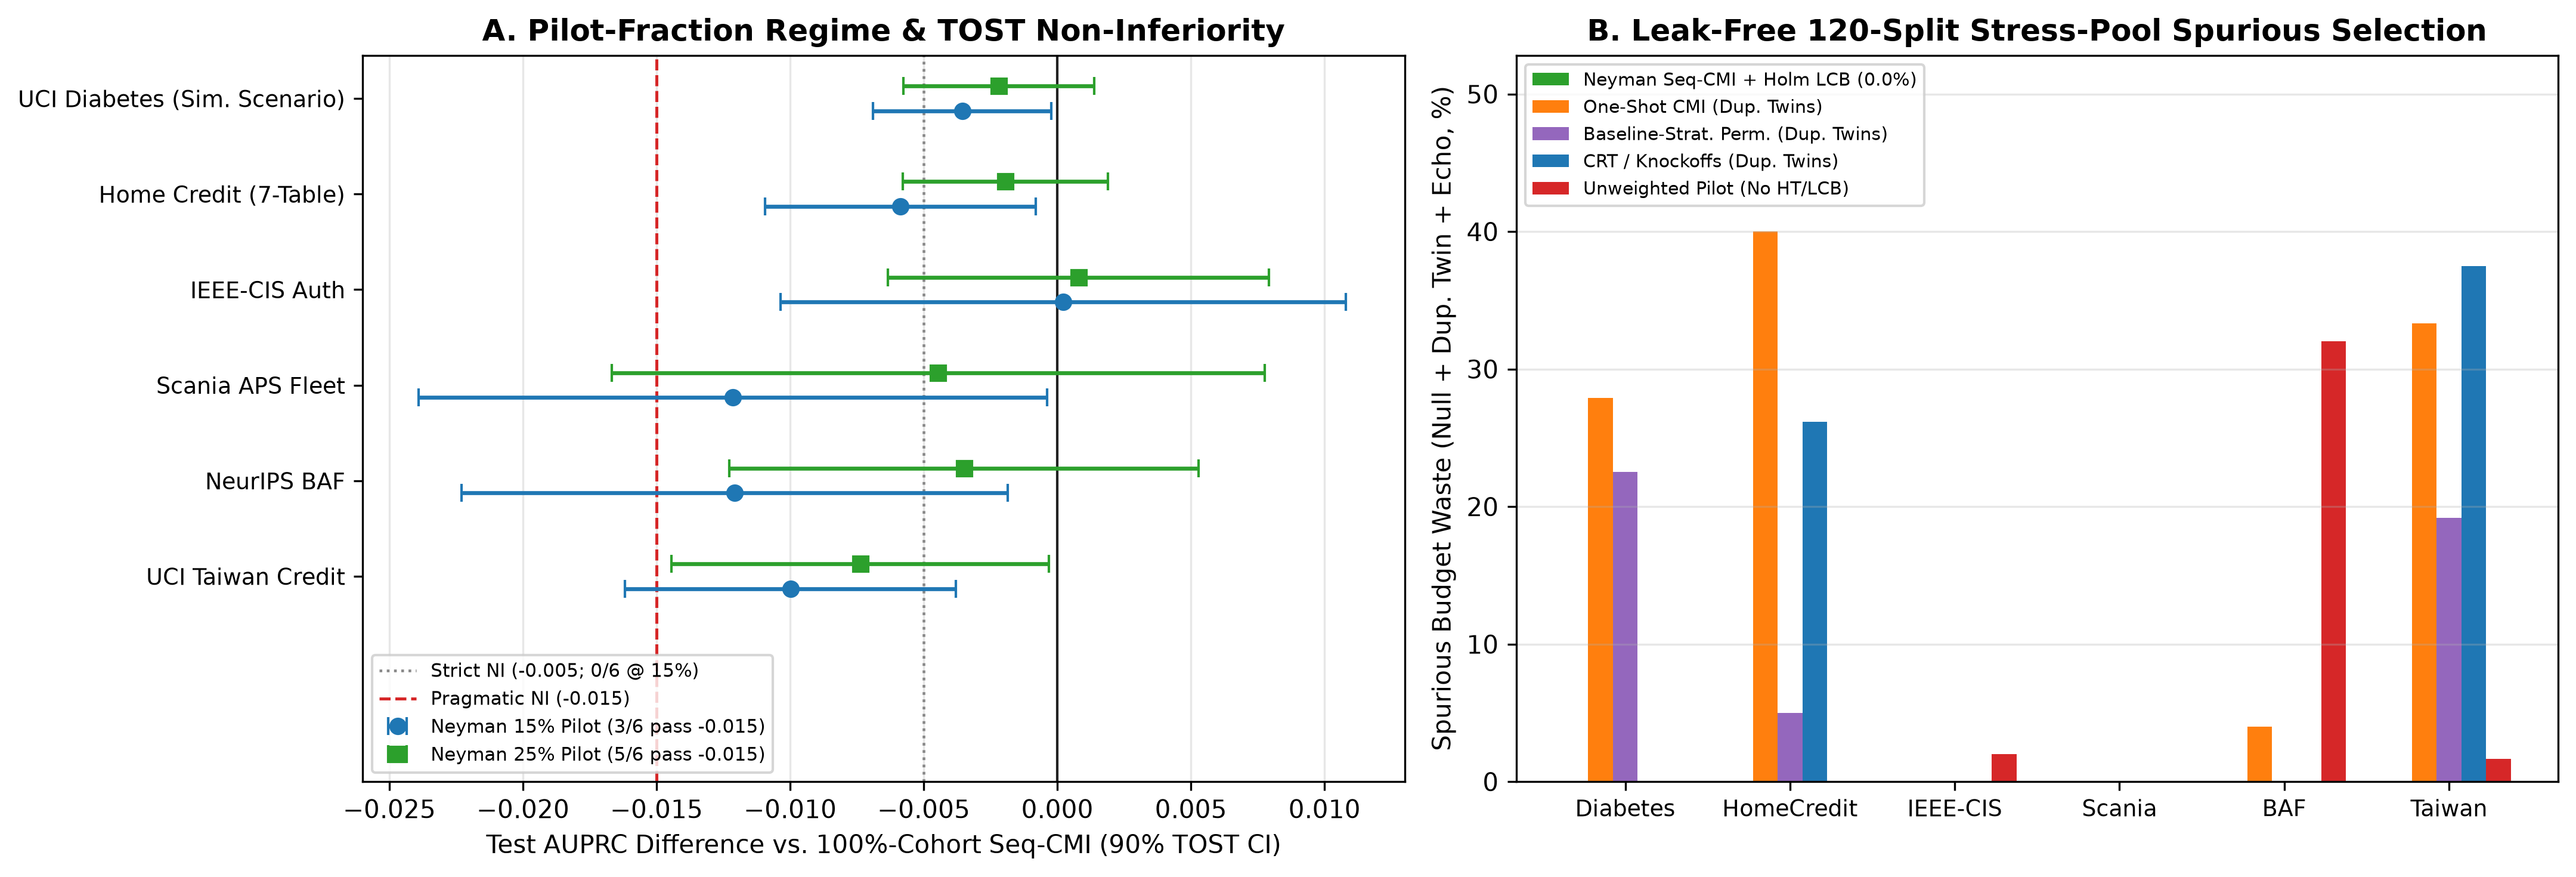 A. Pilot-Fraction Regime & TOST Non-Inferiority
UCI Diabetes (Sim. Scenario)
Home Credit (7-Table)
IEEE-CIS Auth
Scania APS Fleet
NeurIPS BAF
UCI Taiwan Credit
Strict NI (-0.005; 0/6 @ 15%)
Pragmatic NI (-0.015)
Neyman 15% Pilot (3/6 pass -0.015)
Neyman 25% Pilot (5/6 pass -0.015)
−0.025 −0.020 −0.015 −0.010 −0.005 0.000 0.005 0.010
Test AUPRC Difference vs. 100%-Cohort Seq-CMI (90% TOST CI)
B. Leak-Free 120-Split Stress-Pool Spurious Selection
Spurious Budget Waste (Null + Dup. Twin + Echo, %)
50
40
30
20
10
0
Neyman Seq-CMI + Holm LCB (0.0%)
One-Shot CMI (Dup. Twins)
Baseline-Strat. Perm. (Dup. Twins)
CRT / Knockoffs (Dup. Twins)
Unweighted Pilot (No HT/LCB)
Diabetes HomeCredit IEEE-CIS Scania BAF Taiwan